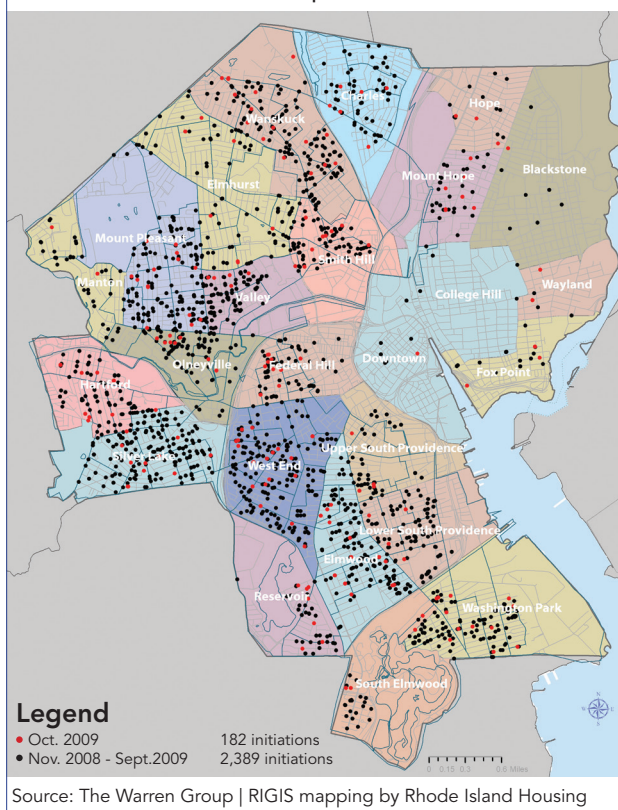 Charles
Hope
Wanskuck
Blackstone
Mount Hope
Elmhurst
Mount Pleasant
Smith Hill
Manton
Valley
College Hill
Wayland
Olneyville
Federal Hill
Downtown
Fox Point
Hartford
Upper South Providence
Silver Lake
West End
Lower South Providence
Elmwood
Reservoir
Washington Park
South Elmwood
Legend
Oct. 2009 182 initiations
Nov. 2008 - Sept.2009 2,389 initiations
N
W E
S
0 0.15 0.3 0.6 Miles
Source: The Warren Group | RIGIS mapping by Rhode Island Housing